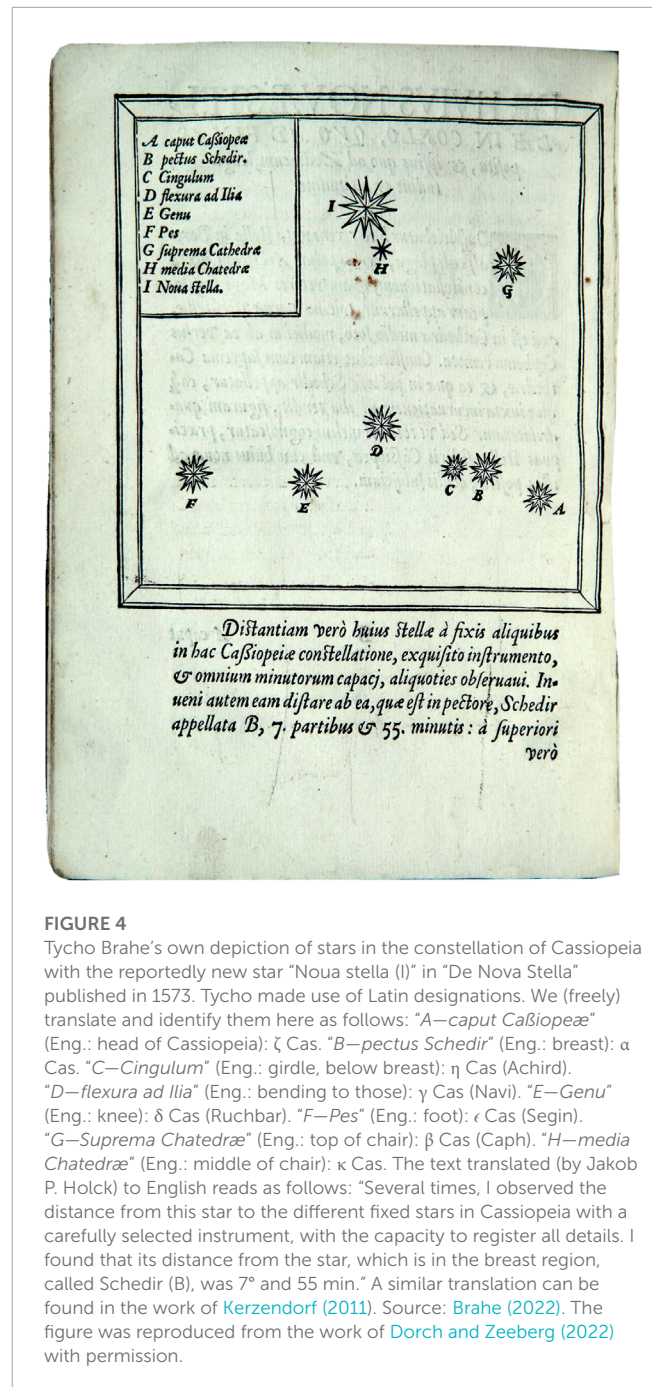 A caput Caßiopeæ
B pectus Schedir.
C Cingulum
D flexura ad Ilia
E Genu
F Pes
G suprema Cathedræ
H media Chatedræ
I Noua stella.
I
H
G
D
F
E
C
B
A
Distantiam verò huius stellæ à fixis aliquibus
in hac Caßiopeiæ constellatione, exquisito instrumento,
& omnium minutorum capacj, aliquoties obseruaui. In-
ueni autem eam distare ab ea, quæ est in pectore, Schedir
appellata B, 7. partibus & 55. minutis : à superiori
verò
FIGURE 4
Tycho Brahe’s own depiction of stars in the constellation of Cassiopeia
with the reportedly new star “Noua stella (I)” in “De Nova Stella”
published in 1573. Tycho made use of Latin designations. We (freely)
translate and identify them here as follows: “A—caput Caßiopeæ”
(Eng.: head of Cassiopeia): ζ Cas. “B—pectus Schedir” (Eng.: breast): α
Cas. “C—Cingulum” (Eng.: girdle, below breast): η Cas (Achird).
“D—flexura ad Ilia” (Eng.: bending to those): γ Cas (Navi). “E—Genu”
(Eng.: knee): δ Cas (Ruchbar). “F—Pes” (Eng.: foot): ϵ Cas (Segin).
“G—Suprema Chatedræ” (Eng.: top of chair): β Cas (Caph). “H—media
Chatedræ” (Eng.: middle of chair): κ Cas. The text translated (by Jakob
P. Holck) to English reads as follows: “Several times, I observed the
distance from this star to the different fixed stars in Cassiopeia with a
carefully selected instrument, with the capacity to register all details. I
found that its distance from the star, which is in the breast region,
called Schedir (B), was 7° and 55 min.” A similar translation can be
found in the work of Kerzendorf (2011). Source: Brahe (2022). The
figure was reproduced from the work of Dorch and Zeeberg (2022)
with permission.